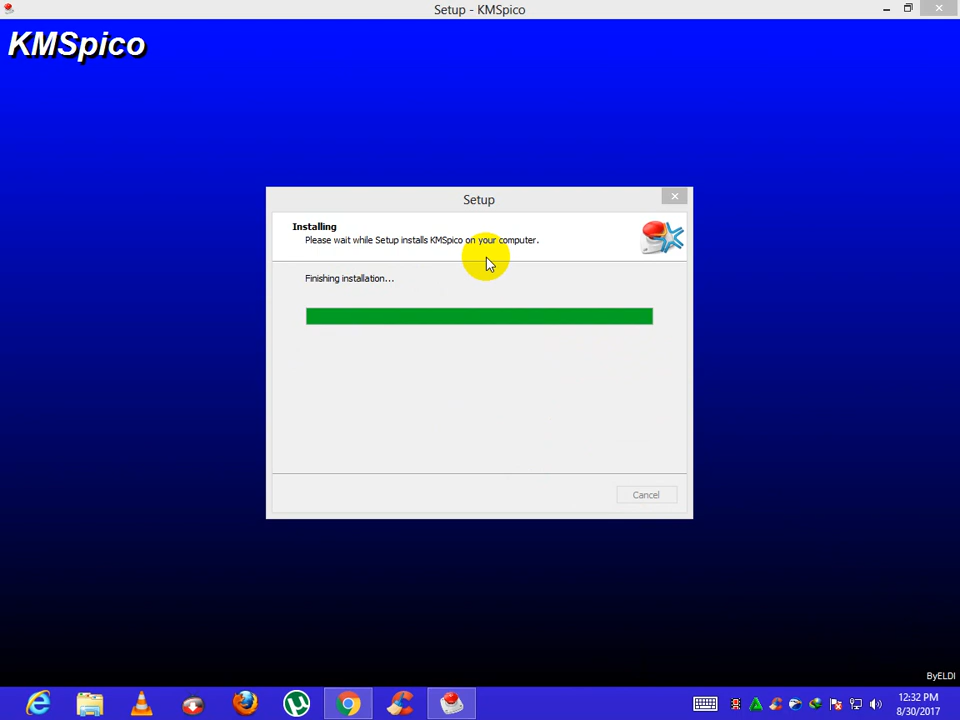 Setup - KMSpico
KMSpico
Setup
Installing
Please wait while Setup installs KMSpico on your computer.
Finishing installation...
Cancel
ByELDI
12:32 PM
8/30/2017